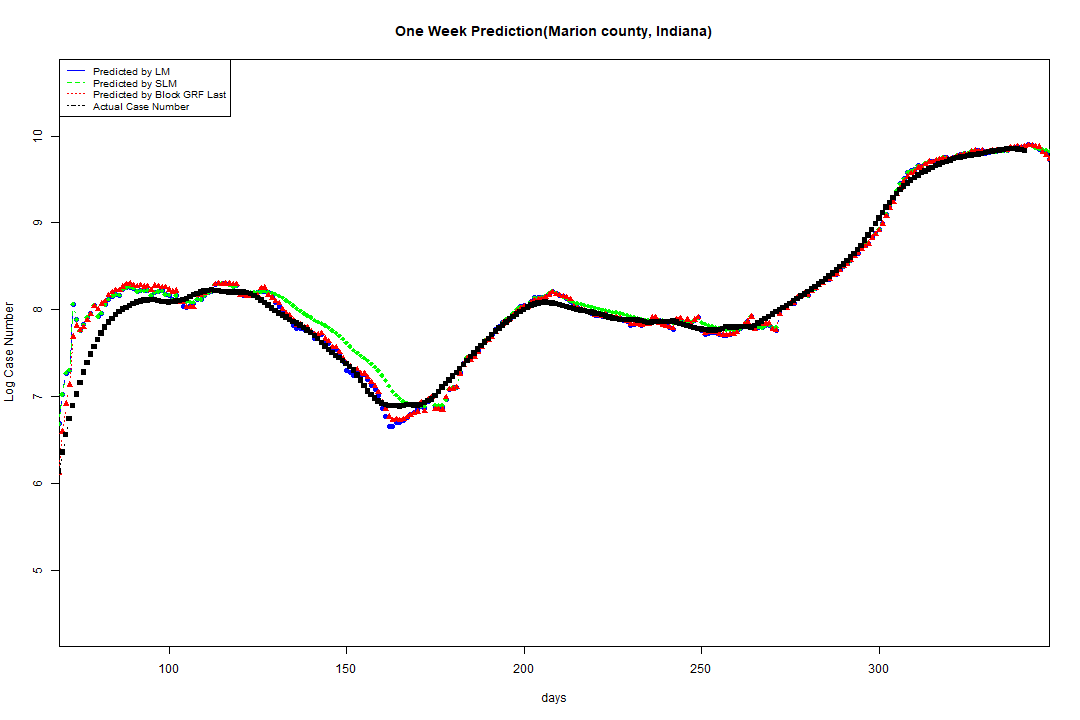 One Week Prediction(Marion county, Indiana)
Predicted by LM
Predicted by SLM
Predicted by Block GRF Last
Actual Case Number
10
9
8
7
6
5
Log Case Number
100 150 200 250 300
days